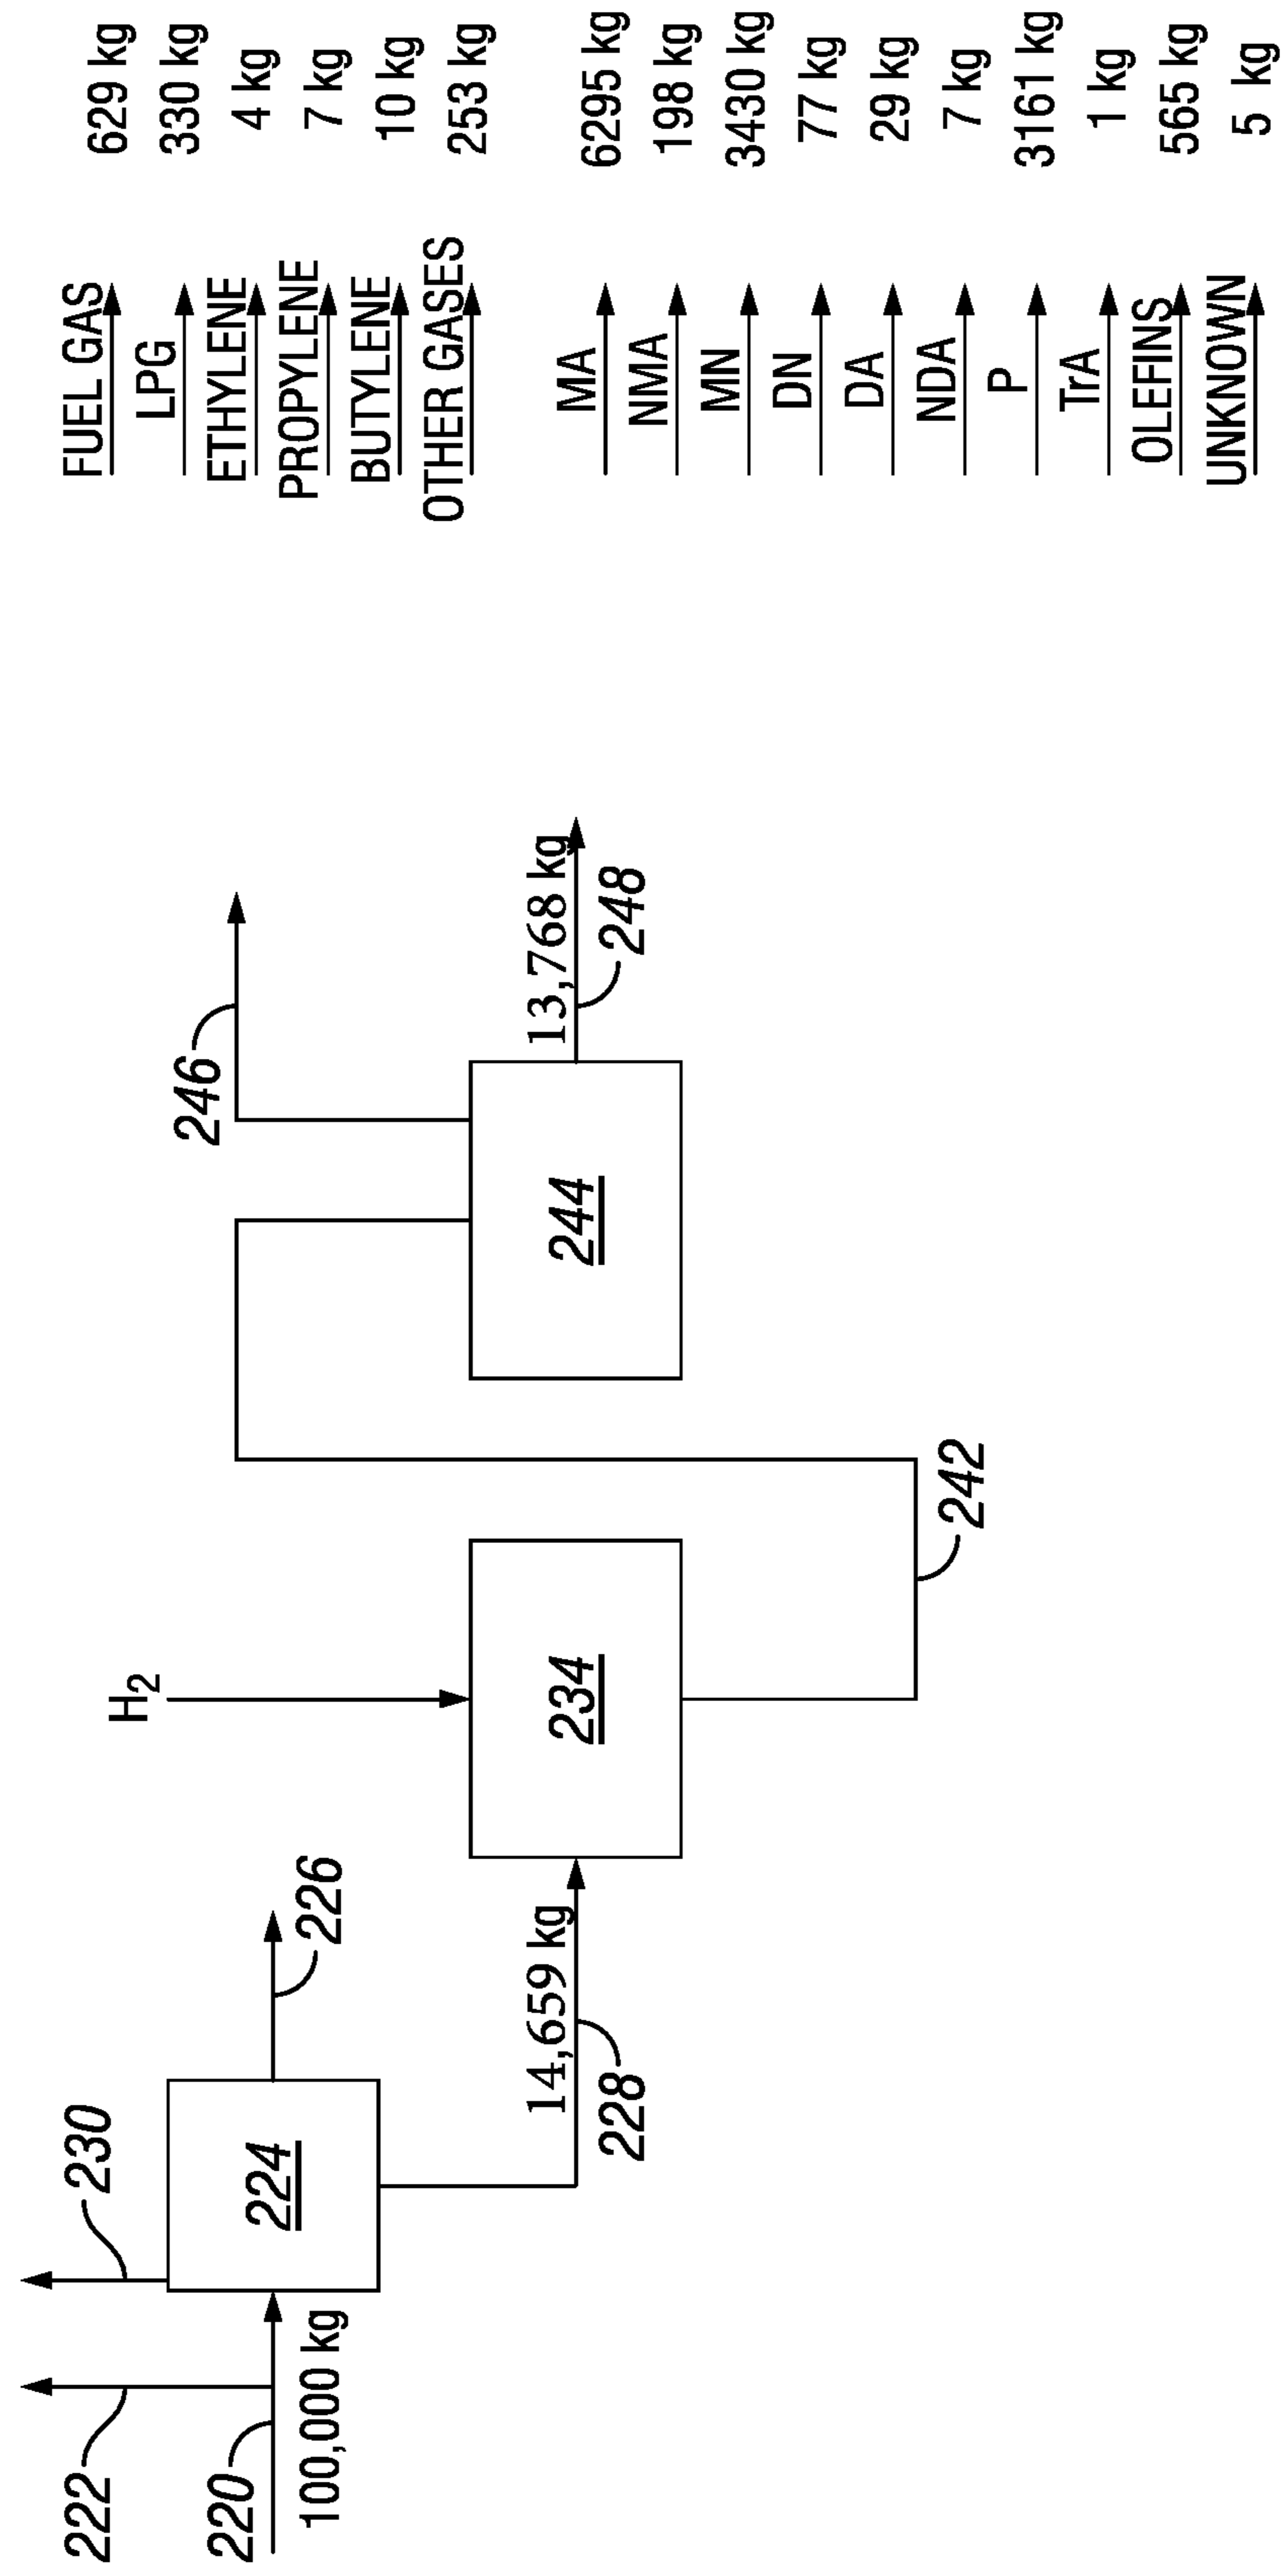 222
230
220
100,000 kg
224
226
14,659 kg
228
H2
234
242
246
244
13,768 kg
248
FUEL GAS 629 kg
LPG 330 kg
ETHYLENE 4 kg
PROPYLENE 7 kg
BUTYLENE 10 kg
OTHER GASES 253 kg
MA 6295 kg
NMA 198 kg
MN 3430 kg
DN 77 kg
DA 29 kg
NDA 7 kg
P 3161 kg
TrA 1 kg
OLEFINS 565 kg
UNKNOWN 5 kg